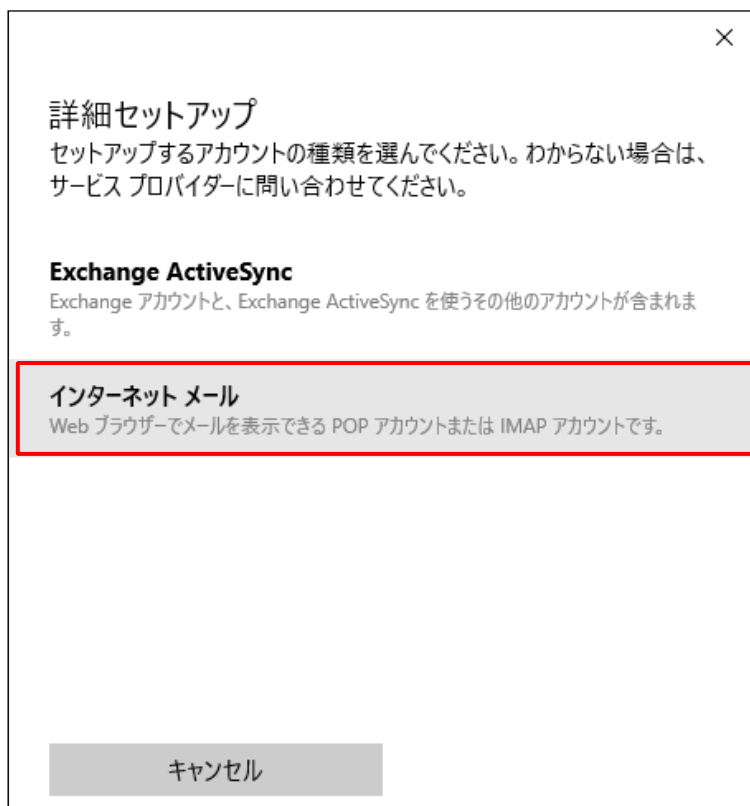 詳細セットアップ
セットアップするアカウントの種類を選んでください。わからない場合は、
サービス プロバイダーに問い合わせてください。
Exchange ActiveSync
Exchange アカウントと、Exchange ActiveSync を使うその他のアカウントが含まれま
す。
インターネット メール
Web ブラウザーでメールを表示できる POP アカウントまたは IMAP アカウントです。
キャンセル